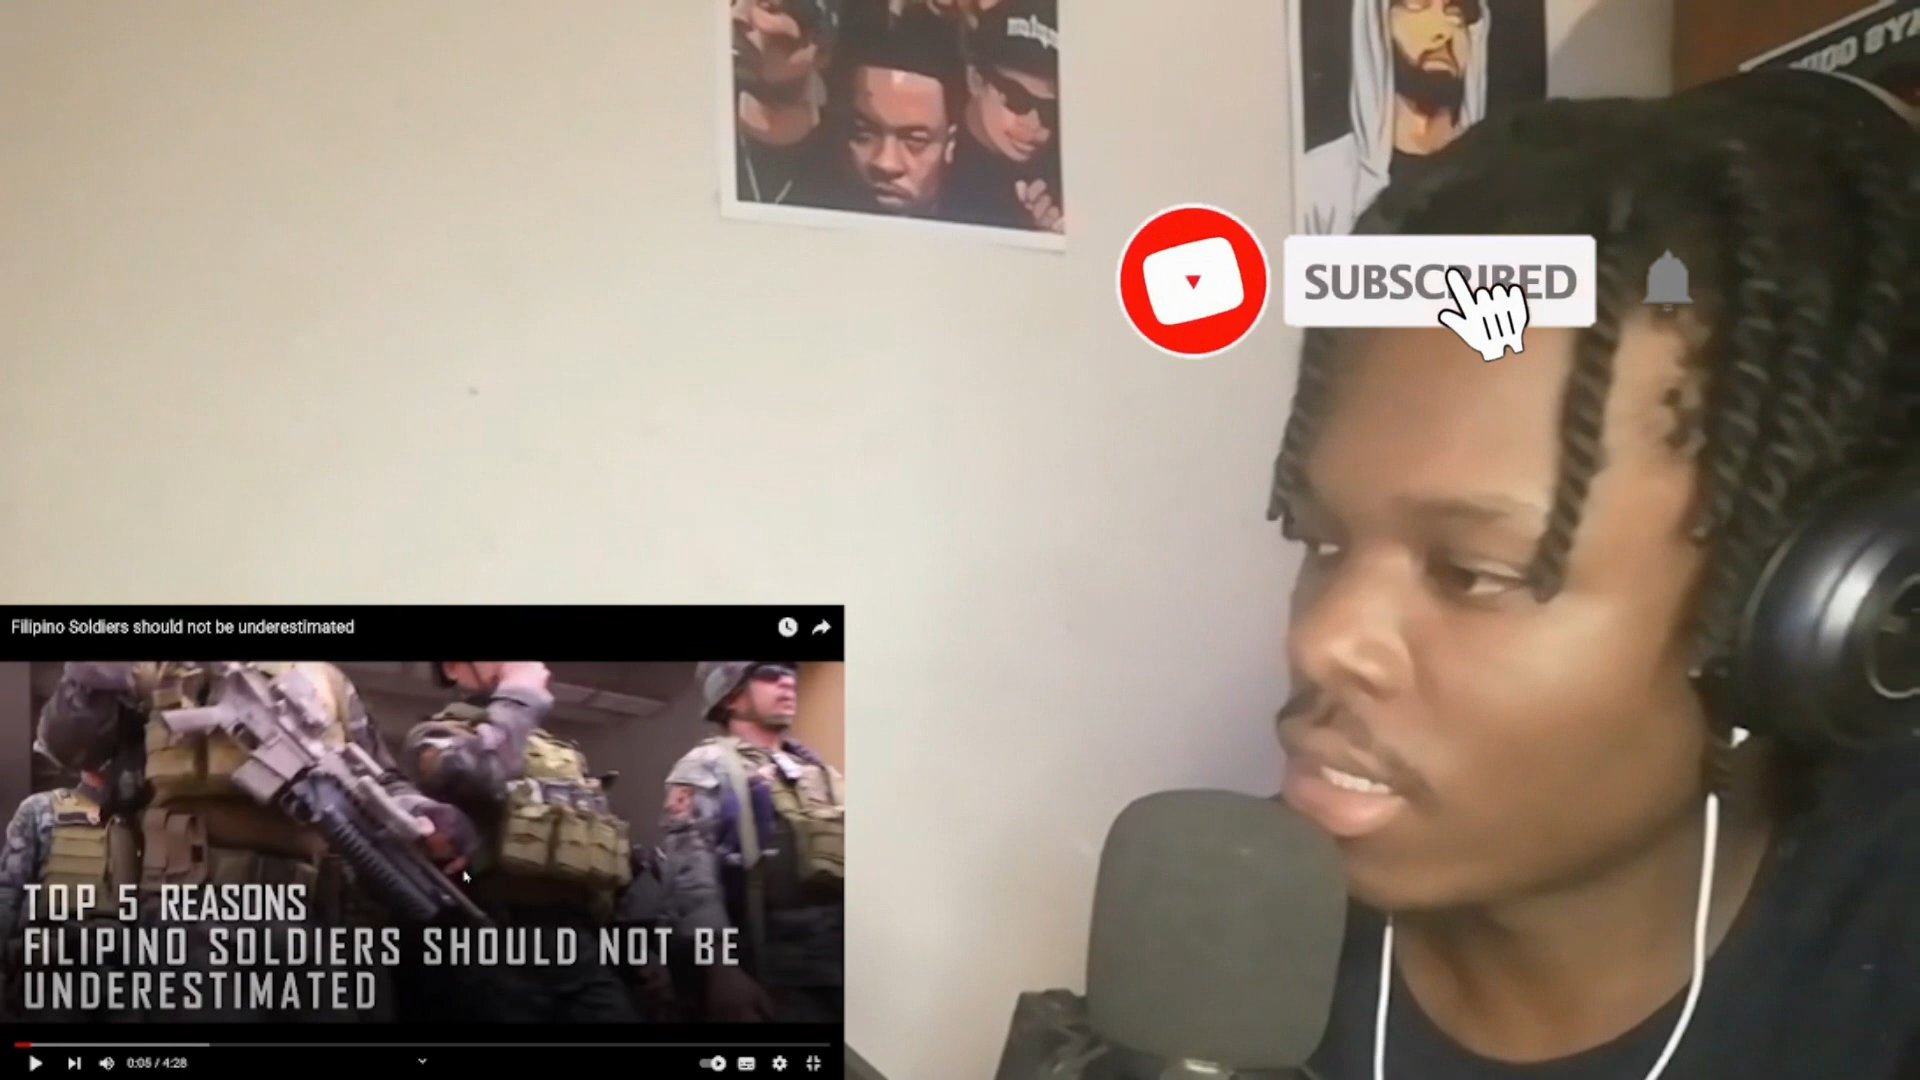 SUBSCRIBED
Filipino Soldiers should not be underestimated
TOP 5 REASONS
FILIPINO SOLDIERS SHOULD NOT BE
UNDERESTIMATED
0:05 / 4:28